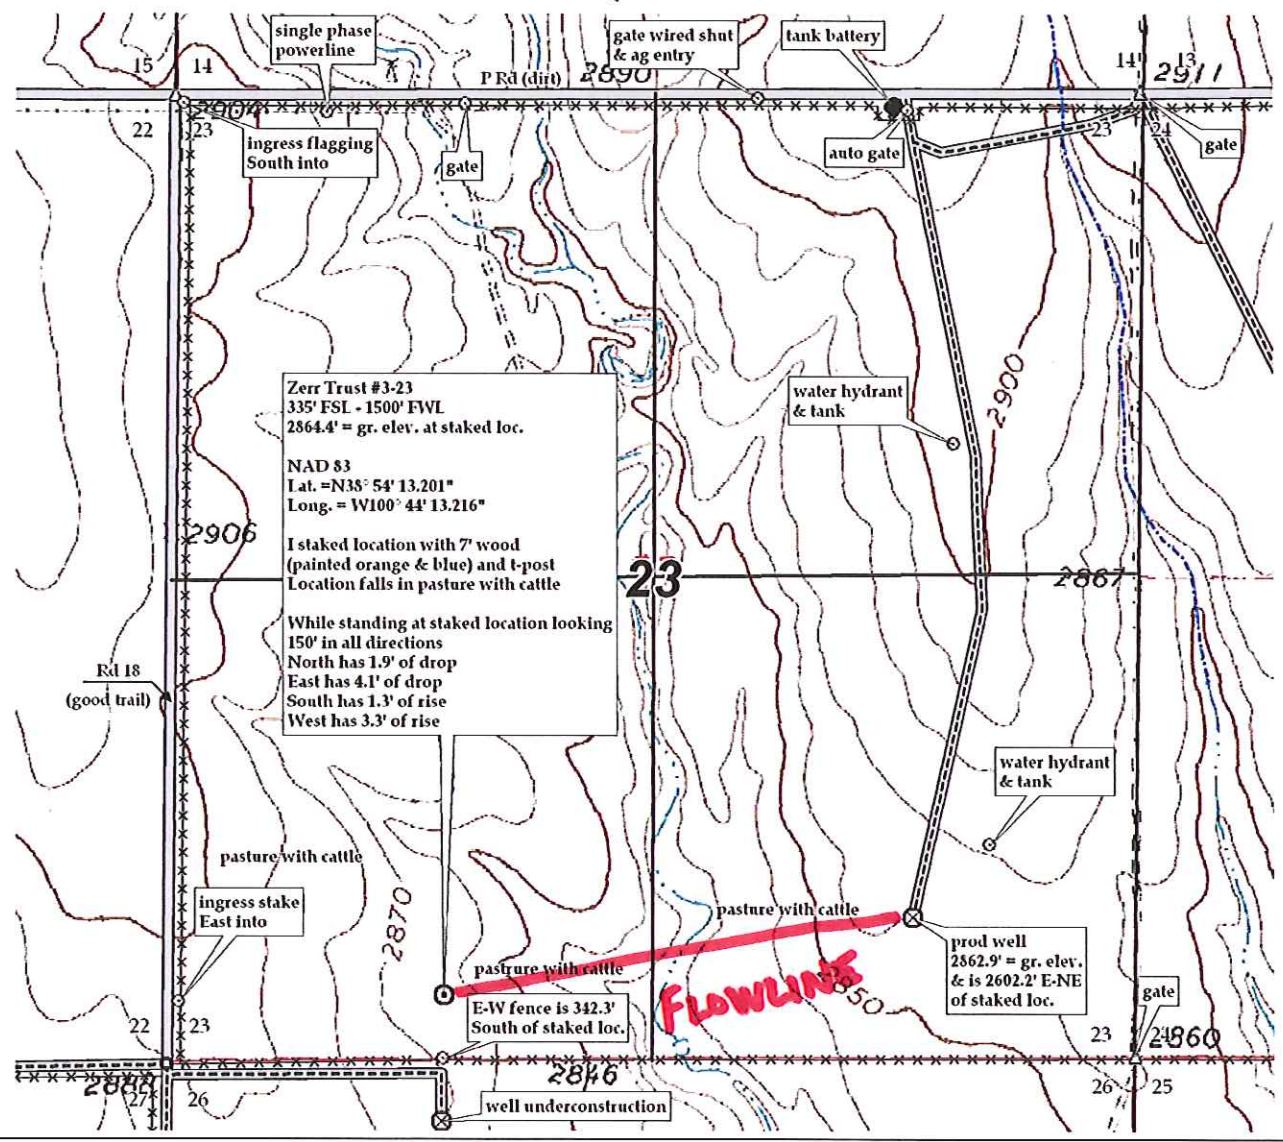 single phase
powerline
gate wired shut
& ag entry
tank battery
15
14
14
13
P Rd (dirt)
2890
2911
2904
22
23
23
24
ingress flagging
South into
gate
auto gate
gate
Zerr Trust #3-23
335' FSL - 1500' FWL
2864.4' = gr. elev. at staked loc.
NAD 83
Lat. =N38° 54' 13.201"
Long. = W100° 44' 13.216"
I staked location with 7' wood
(painted orange & blue) and t-post
Location falls in pasture with cattle
While standing at staked location looking
150' in all directions
North has 1.9' of drop
East has 4.1' of drop
South has 1.3' of rise
West has 3.3' of rise
water hydrant
& tank
2900
2906
23
2867
Rd 18
(good trail)
water hydrant
& tank
pasture with cattle
ingress stake
East into
2870
pasture with cattle
pastrure with cattle
FLOWLINE
2850
prod well
2862.9' = gr. elev.
& is 2602.2' E-NE
of staked loc.
E-W fence is 342.3'
South of staked loc.
gate
22
23
23
24
2860
2846
27
26
26
25
well underconstruction